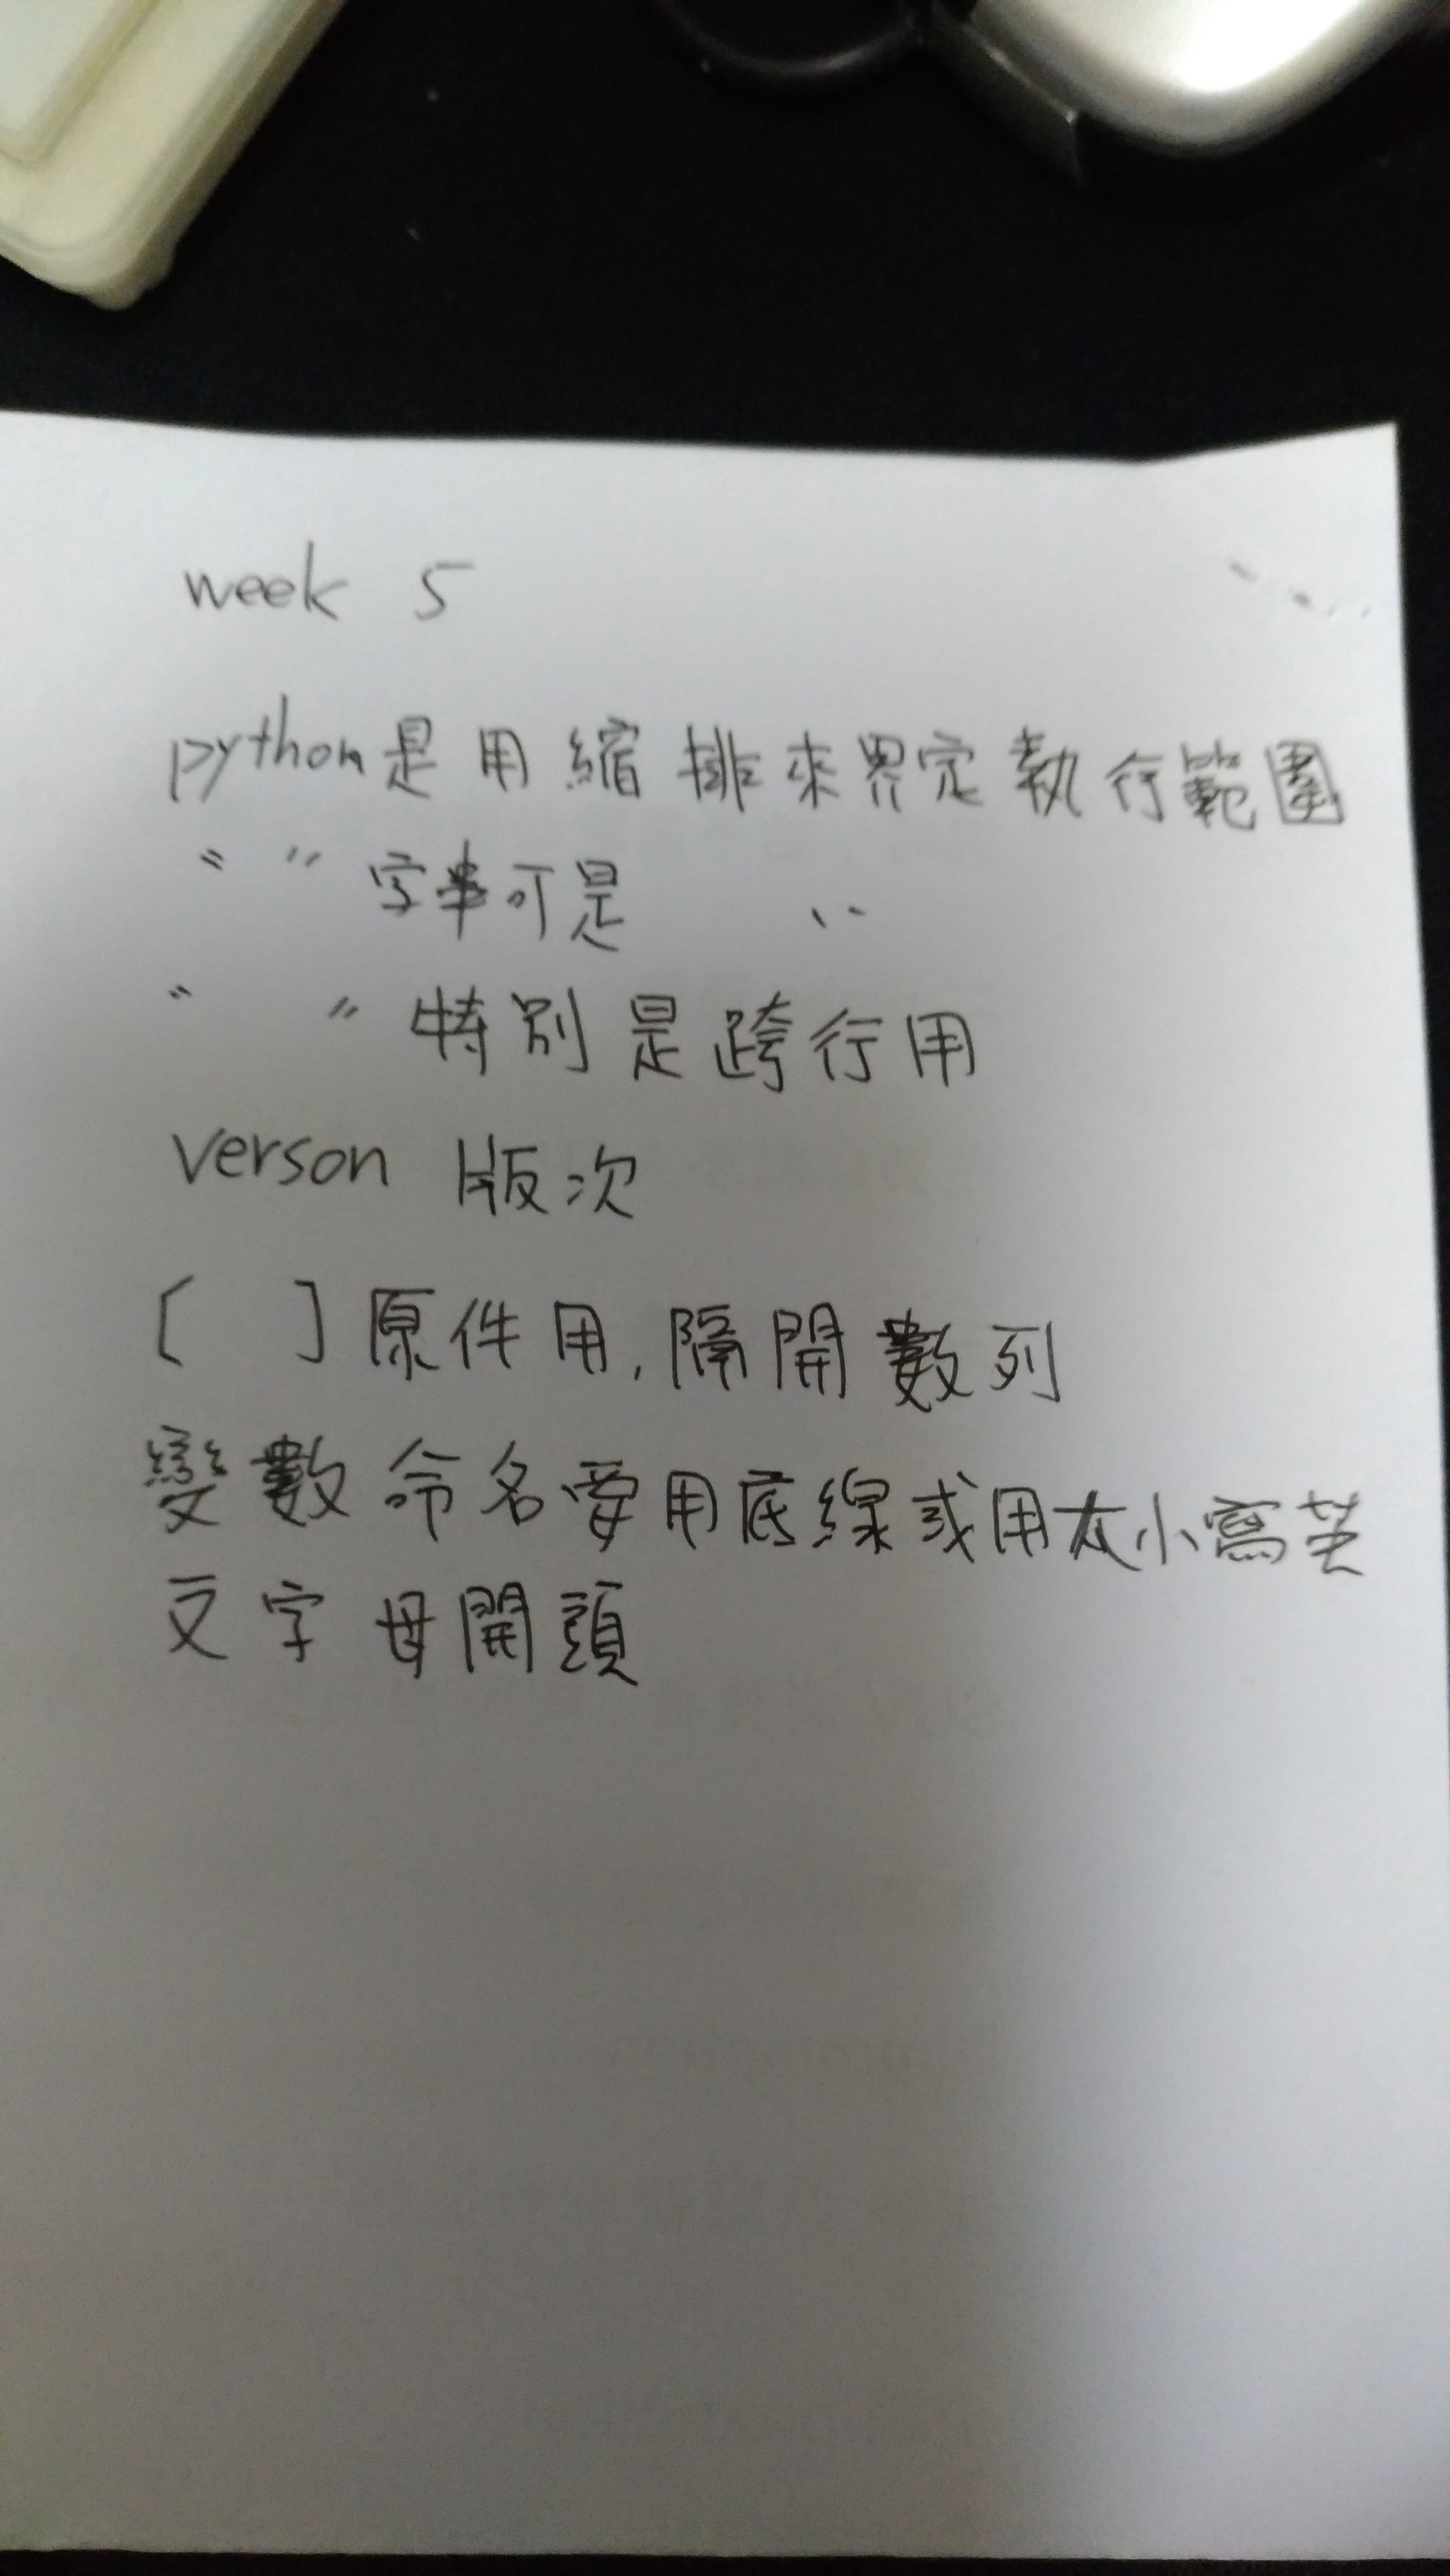 week 5
python是用縮排來界定執行範圍
" " 字串可是 ' '
" " 特別是跨行用
verson 版次
[ ] 原件用,隔開數列
變數命名要用底線或用大小寫英
文字母開頭